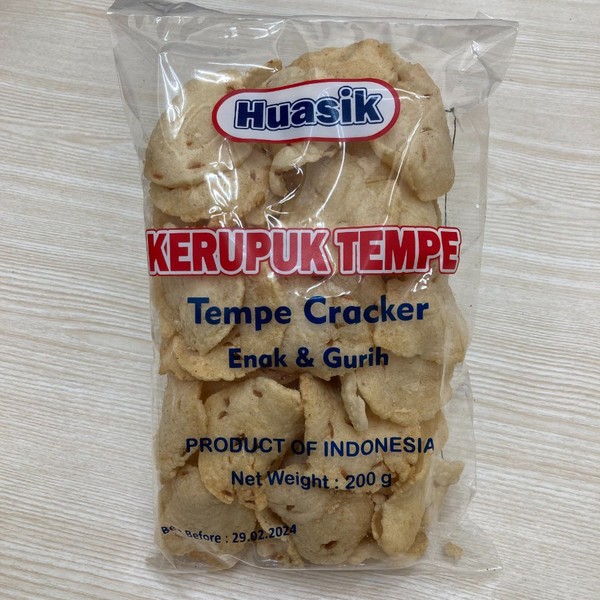 Huasik
KERUPUK TEMPE
Tempe Cracker
Enak & Gurih
PRODUCT OF INDONESIA
Net Weight : 200 g
Best Before : 29.02.2024